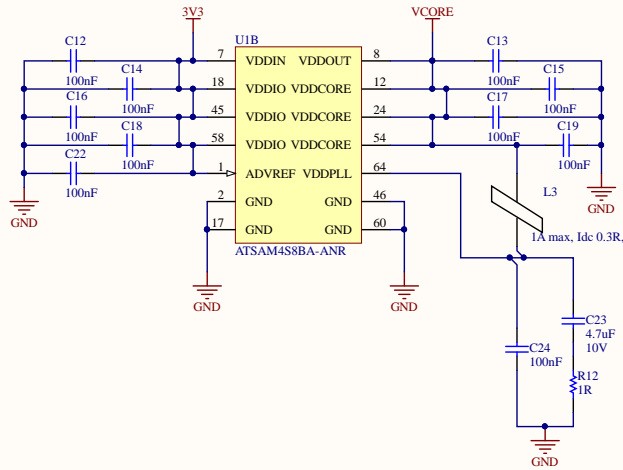 3V3
VCORE
U1B
C12
100nF
C14
100nF
C16
100nF
C18
100nF
C22
100nF
7
18
45
58
1
2
17
VDDIN VDDOUT
VDDIO VDDCORE
VDDIO VDDCORE
VDDIO VDDCORE
ADVREF VDDPLL
GND GND
GND GND
8
12
24
54
64
46
60
ATSAM4S8BA-ANR
C13
100nF
C15
100nF
C17
100nF
C19
100nF
GND
GND
GND
GND
L3
1A max, Idc 0.3R,
C23
4.7uF
10V
C24
100nF
R12
1R
GND